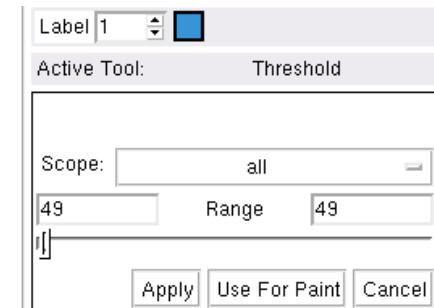 Label 1
Active Tool: Threshold
Scope: all
49 Range 49
Apply Use For Paint Cancel